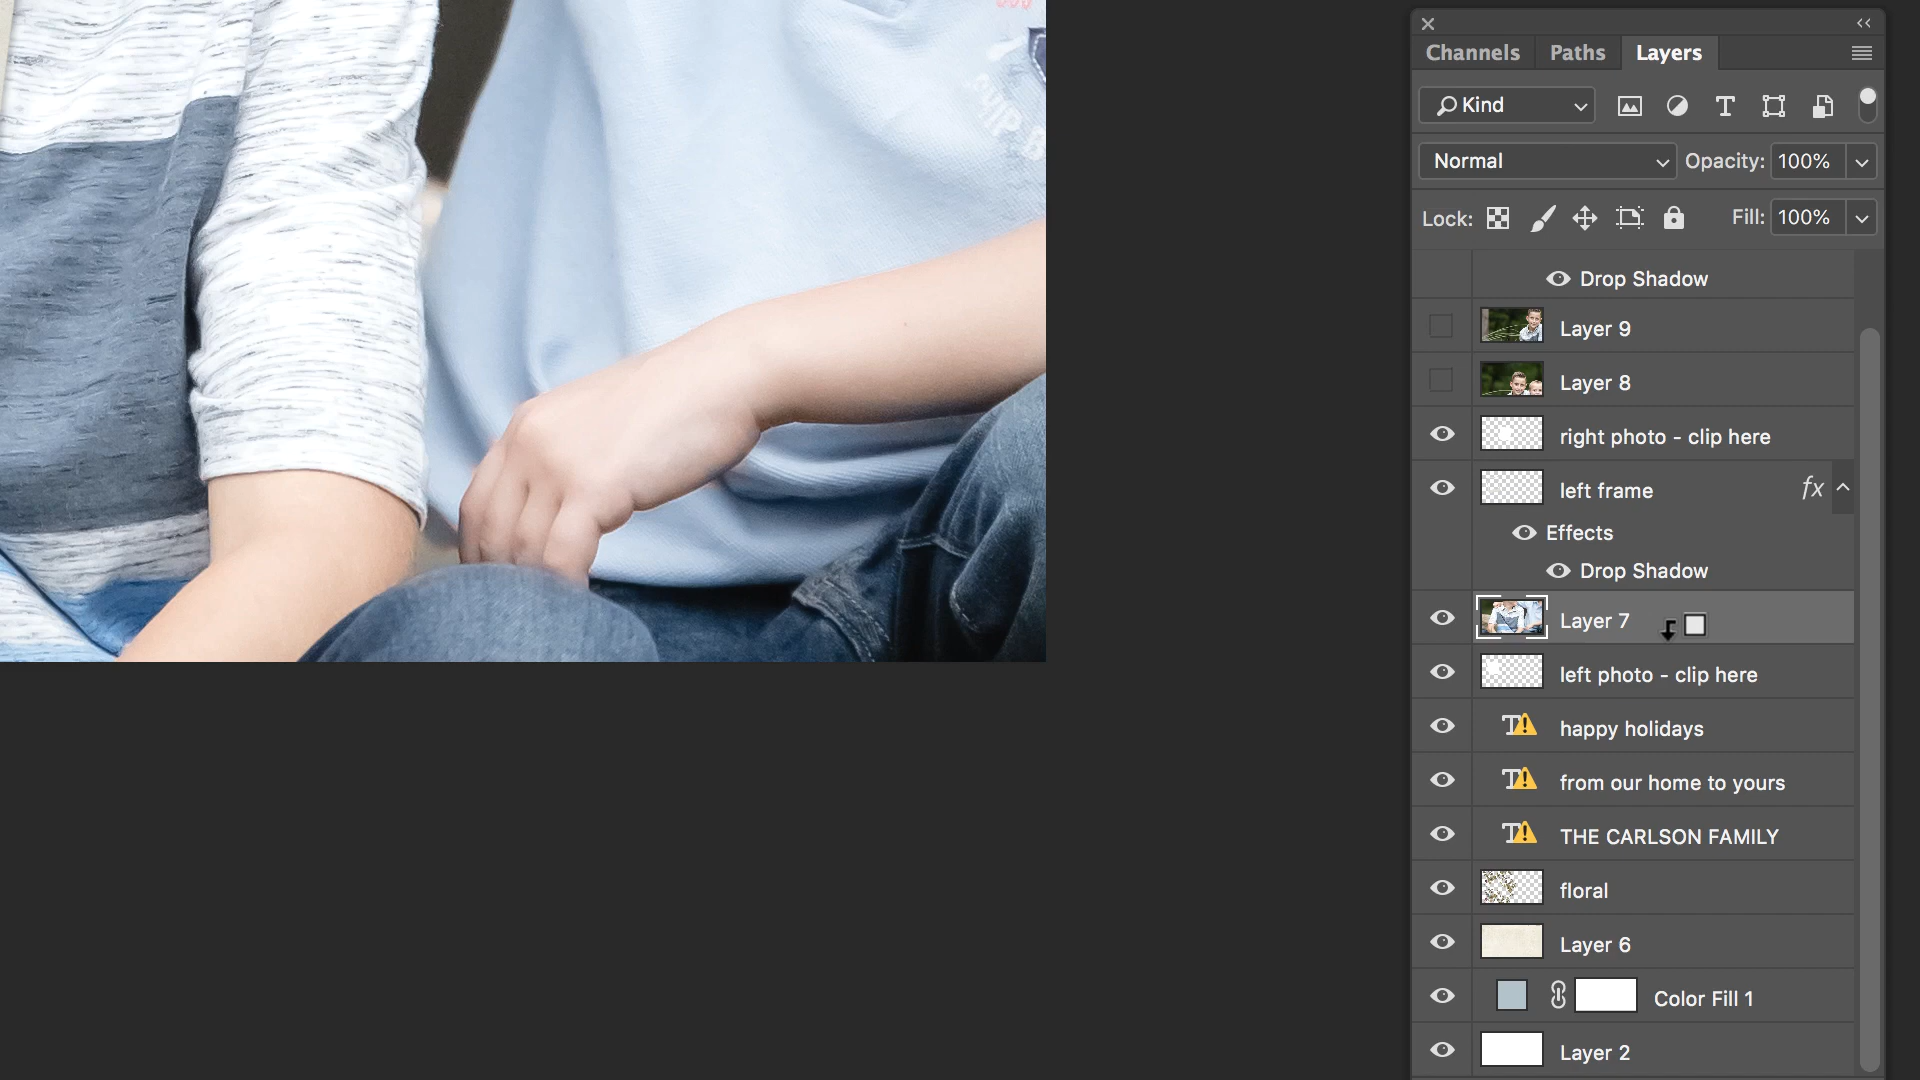 Channels Paths Layers
Kind
Normal Opacity: 100%
Lock: Fill: 100%
Drop Shadow
Layer 9
Layer 8
right photo - clip here
left frame fx
Effects
Drop Shadow
Layer 7
left photo - clip here
happy holidays
from our home to yours
THE CARLSON FAMILY
floral
Layer 6
Color Fill 1
Layer 2